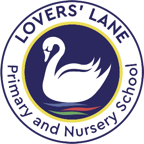 LOVERS' LANE
Primary and Nursery School